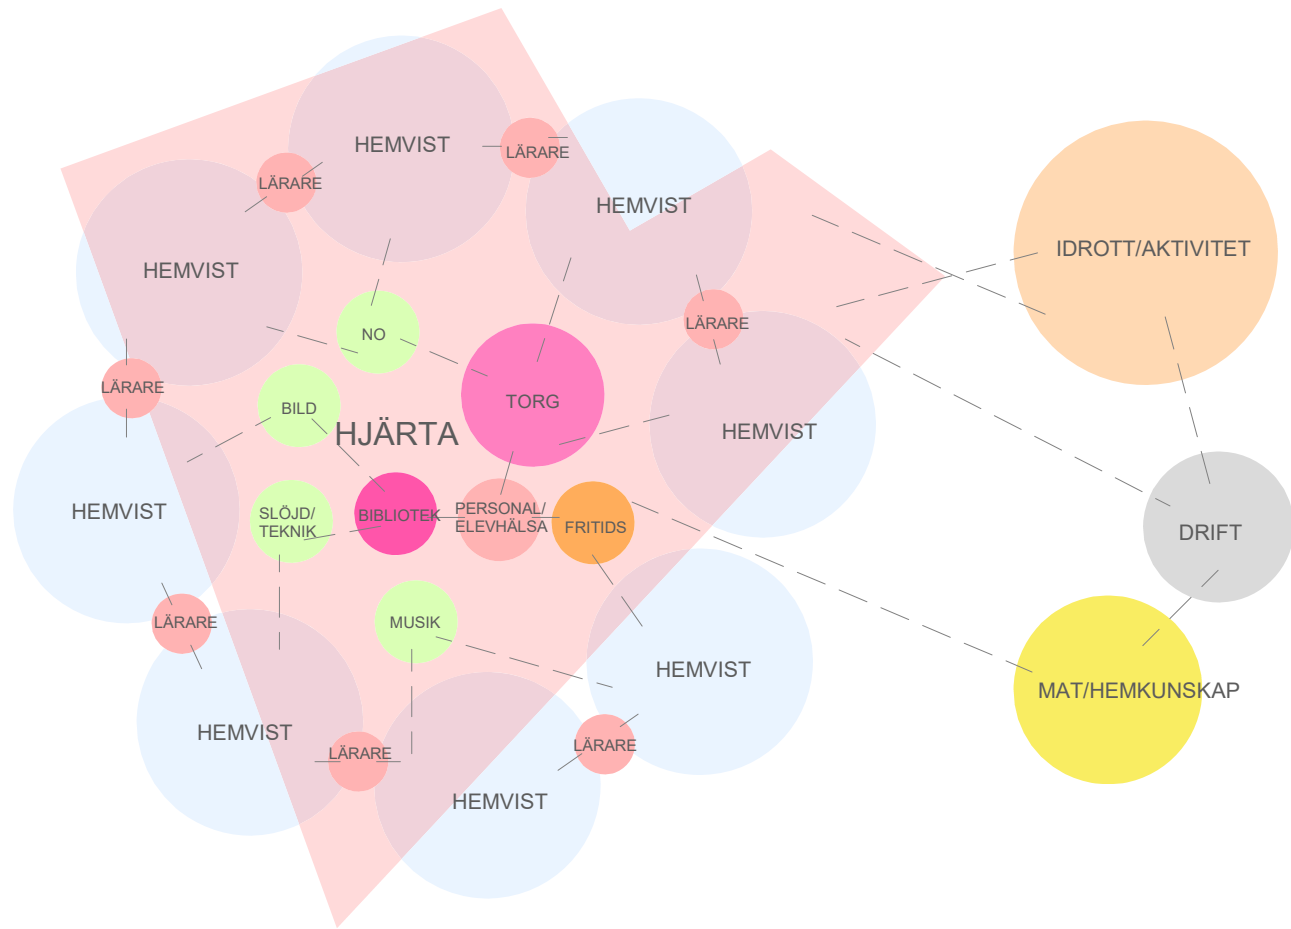 HEMVIST
LÄRARE
LÄRARE
HEMVIST
HEMVIST
IDROTT/AKTIVITET
HEMVIST
LÄRARE
NO
LÄRARE
TORG
BILD
HJÄRTA
HEMVIST
HEMVIST
SLÖJD/
TEKNIK
BIBLIOTEK
PERSONAL/
ELEVHÄLSA
FRITIDS
DRIFT
LÄRARE
MUSIK
HEMVIST
MAT/HEMKUNSKAP
HEMVIST
LÄRARE
LÄRARE
HEMVIST